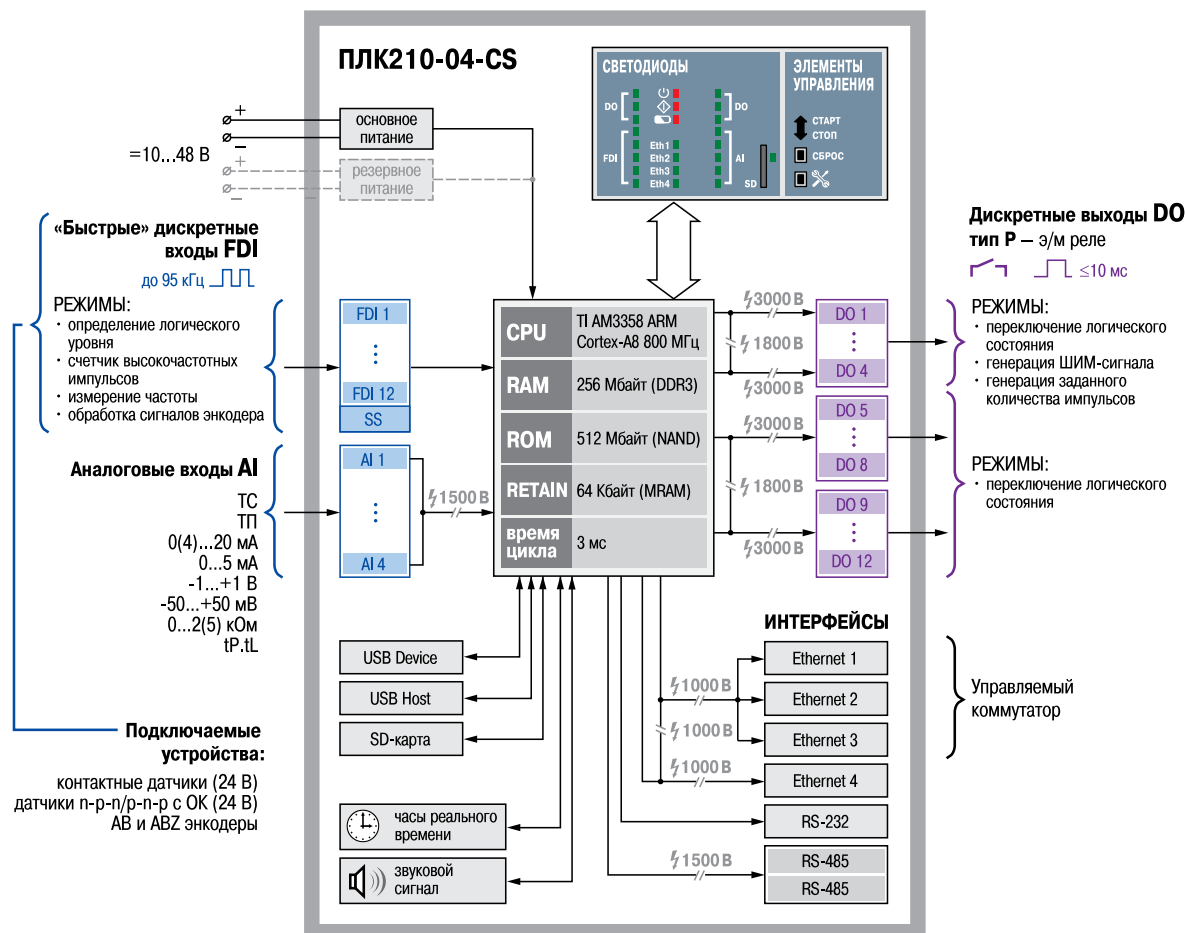 ПЛК210-04-CS
СВЕТОДИОДЫ
DO
DO
FDI
Eth1
Eth2
Eth3
Eth4
AI
SD
ЭЛЕМЕНТЫ
УПРАВЛЕНИЯ
СТАРТ
СТОП
СБРОС
+
–
=10...48 В
+
–
–
основное
питание
резервное
питание
«Быстрые» дискретные
входы FDI
до 95 кГц
РЕЖИМЫ:
· определение логического
уровня
· счетчик высокочастотных
импульсов
· измерение частоты
· обработка сигналов энкодера
Аналоговые входы AI
ТС
ТП
0(4)...20 мА
0...5 мА
-1...+1 В
-50...+50 мВ
0...2(5) кОм
tP.tL
Подключаемые
устройства:
контактные датчики (24 В)
датчики n-p-n/p-n-p с ОК (24 В)
AB и ABZ энкодеры
FDI 1
FDI 12
SS
AI 1
AI 4
1500 В
CPU
TI AM3358 ARM
Cortex-A8 800 МГц
RAM
256 Мбайт (DDR3)
ROM
512 Мбайт (NAND)
RETAIN
64 Кбайт (MRAM)
время
цикла
3 мс
3000 В
1800 В
3000 В
3000 В
1800 В
3000 В
DO 1
DO 4
DO 5
DO 8
DO 9
DO 12
Дискретные выходы DO
тип Р – э/м реле
≤10 мс
РЕЖИМЫ:
· переключение логического
состояния
· генерация ШИМ-сигнала
· генерация заданного
количества импульсов
РЕЖИМЫ:
· переключение логического
состояния
USB Device
USB Host
SD-карта
часы реального
времени
звуковой
сигнал
ИНТЕРФЕЙСЫ
1000 В
1000 В
1000 В
1500 В
Ethernet 1
Ethernet 2
Ethernet 3
Ethernet 4
RS-232
RS-485
RS-485
Управляемый
коммутатор